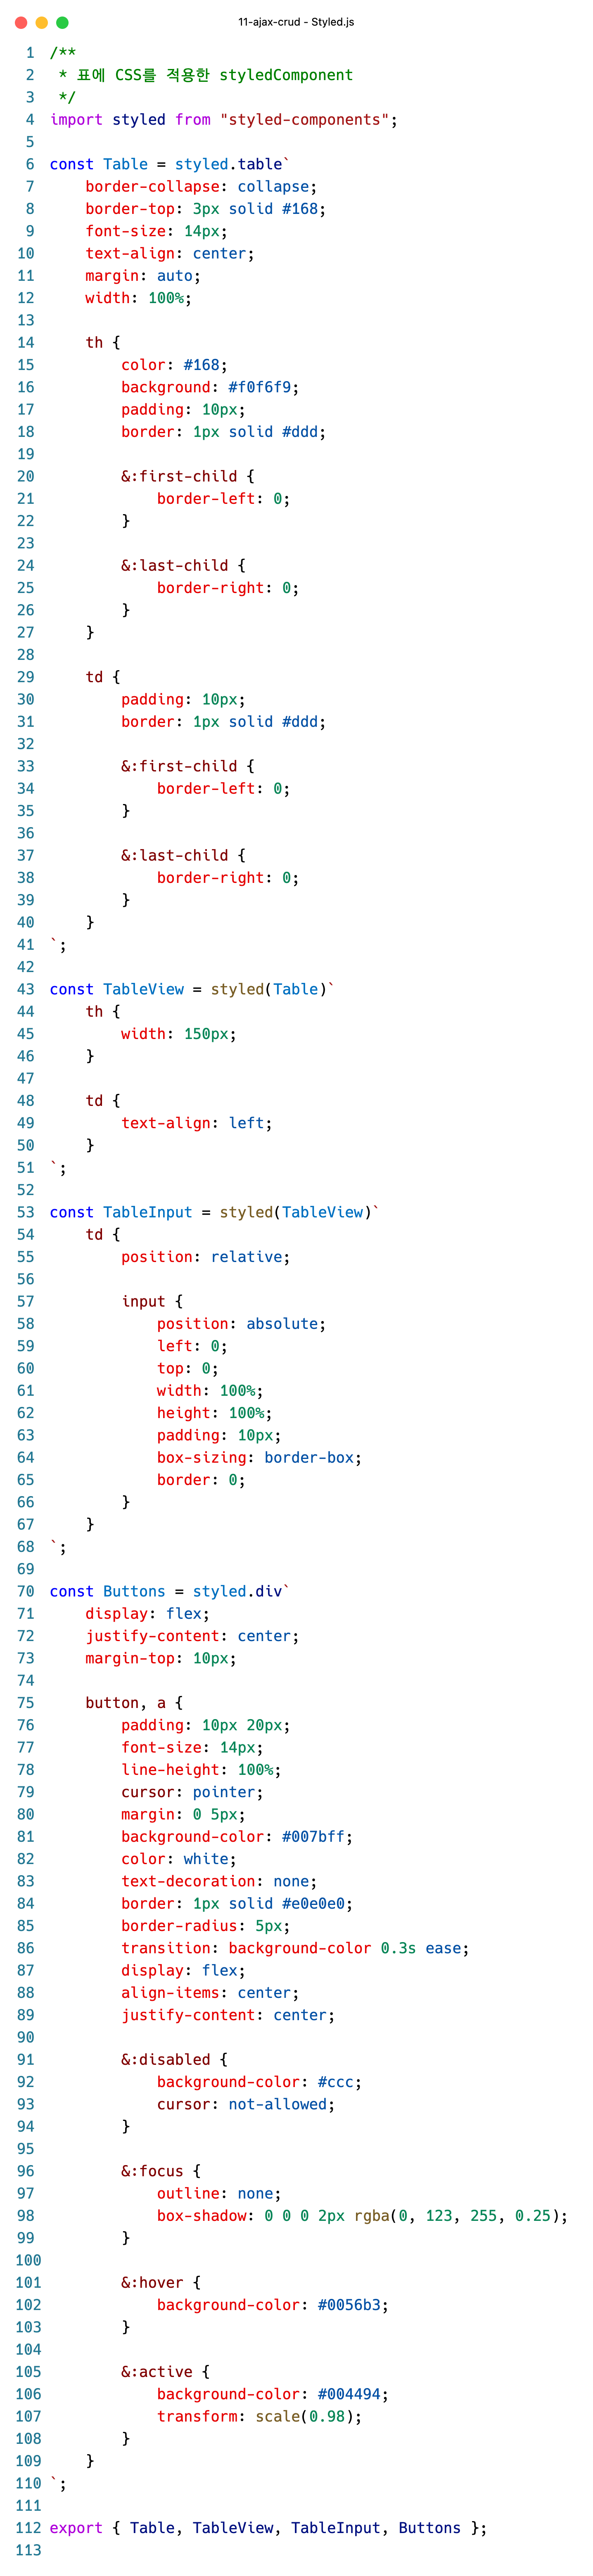 11-ajax-crud - Styled.js
1 /**
2  * 표에 CSS를 적용한 styledComponent
3  */
4 import styled from "styled-components";
5
6 const Table = styled.table`
7     border-collapse: collapse;
8     border-top: 3px solid #168;
9     font-size: 14px;
10     text-align: center;
11     margin: auto;
12     width: 100%;
13
14     th {
15         color: #168;
16         background: #f0f6f9;
17         padding: 10px;
18         border: 1px solid #ddd;
19
20         &:first-child {
21             border-left: 0;
22         }
23
24         &:last-child {
25             border-right: 0;
26         }
27     }
28
29     td {
30         padding: 10px;
31         border: 1px solid #ddd;
32
33         &:first-child {
34             border-left: 0;
35         }
36
37         &:last-child {
38             border-right: 0;
39         }
40     }
41 `;
42
43 const TableView = styled(Table)`
44     th {
45         width: 150px;
46     }
47
48     td {
49         text-align: left;
50     }
51 `;
52
53 const TableInput = styled(TableView)`
54     td {
55         position: relative;
56
57         input {
58             position: absolute;
59             left: 0;
60             top: 0;
61             width: 100%;
62             height: 100%;
63             padding: 10px;
64             box-sizing: border-box;
65             border: 0;
66         }
67     }
68 `;
69
70 const Buttons = styled.div`
71     display: flex;
72     justify-content: center;
73     margin-top: 10px;
74
75     button, a {
76         padding: 10px 20px;
77         font-size: 14px;
78         line-height: 100%;
79         cursor: pointer;
80         margin: 0 5px;
81         background-color: #007bff;
82         color: white;
83         text-decoration: none;
84         border: 1px solid #e0e0e0;
85         border-radius: 5px;
86         transition: background-color 0.3s ease;
87         display: flex;
88         align-items: center;
89         justify-content: center;
90
91         &:disabled {
92             background-color: #ccc;
93             cursor: not-allowed;
94         }
95
96         &:focus {
97             outline: none;
98             box-shadow: 0 0 0 2px rgba(0, 123, 255, 0.25);
99         }
100
101         &:hover {
102             background-color: #0056b3;
103         }
104
105         &:active {
106             background-color: #004494;
107             transform: scale(0.98);
108         }
109     }
110 `;
111
112 export { Table, TableView, TableInput, Buttons };
113